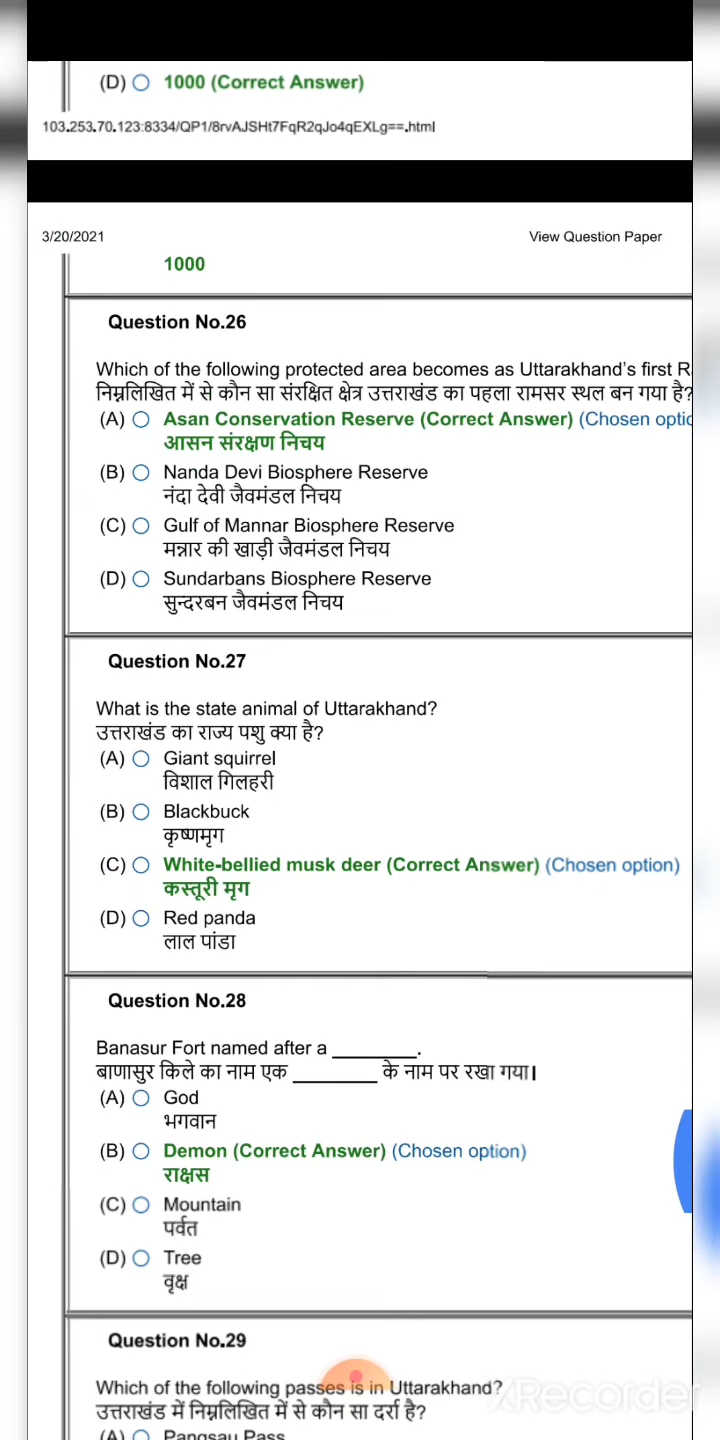 (D) 1000 (Correct Answer)
103.253.70.123:8334/QP1/8rvAJSHt7FqR2qJo4qEXLg==.html
3/20/2021 View Question Paper
1000
Question No.26
Which of the following protected area becomes as Uttarakhand's first R
निम्नलिखित में से कौन सा संरक्षित क्षेत्र उत्तराखंड का पहला रामसर स्थल बन गया है?
(A) Asan Conservation Reserve (Correct Answer) (Chosen optic
आसन संरक्षण निचय
(B) Nanda Devi Biosphere Reserve
नंदा देवी जैवमंडल निचय
(C) Gulf of Mannar Biosphere Reserve
मन्नार की खाड़ी जैवमंडल निचय
(D) Sundarbans Biosphere Reserve
सुन्दरबन जैवमंडल निचय
Question No.27
What is the state animal of Uttarakhand?
उत्तराखंड का राज्य पशु क्या है?
(A) Giant squirrel
विशाल गिलहरी
(B) Blackbuck
कृष्णमृग
(C) White-bellied musk deer (Correct Answer) (Chosen option)
कस्तूरी मृग
(D) Red panda
लाल पांडा
Question No.28
Banasur Fort named after a ________.
बाणासुर किले का नाम एक ________ के नाम पर रखा गया।
(A) God
भगवान
(B) Demon (Correct Answer) (Chosen option)
राक्षस
(C) Mountain
पर्वत
(D) Tree
वृक्ष
Question No.29
Which of the following passes is in Uttarakhand?
उत्तराखंड में निम्नलिखित में से कौन सा दर्रा है?
(A) Pangsau Pass
XRecorder